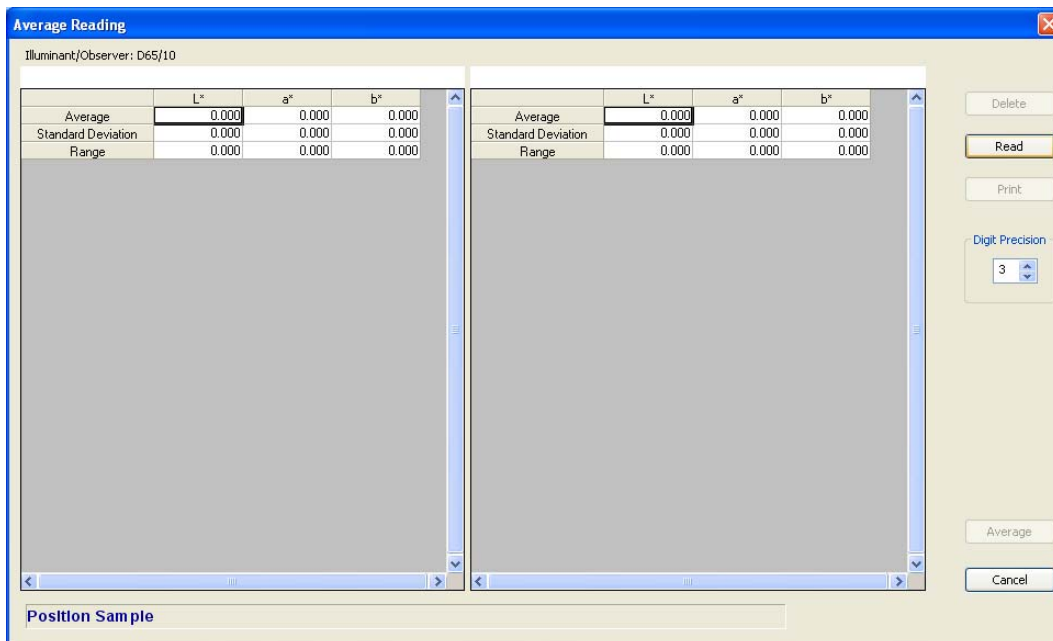 Average Reading
Illuminant/Observer: D65/10
L* a* b*
Average 0.000 0.000 0.000
Standard Deviation 0.000 0.000 0.000
Range 0.000 0.000 0.000
L* a* b*
Average 0.000 0.000 0.000
Standard Deviation 0.000 0.000 0.000
Range 0.000 0.000 0.000
Delete
Read
Print
Digit Precision
3
Average
Cancel
Position Sample